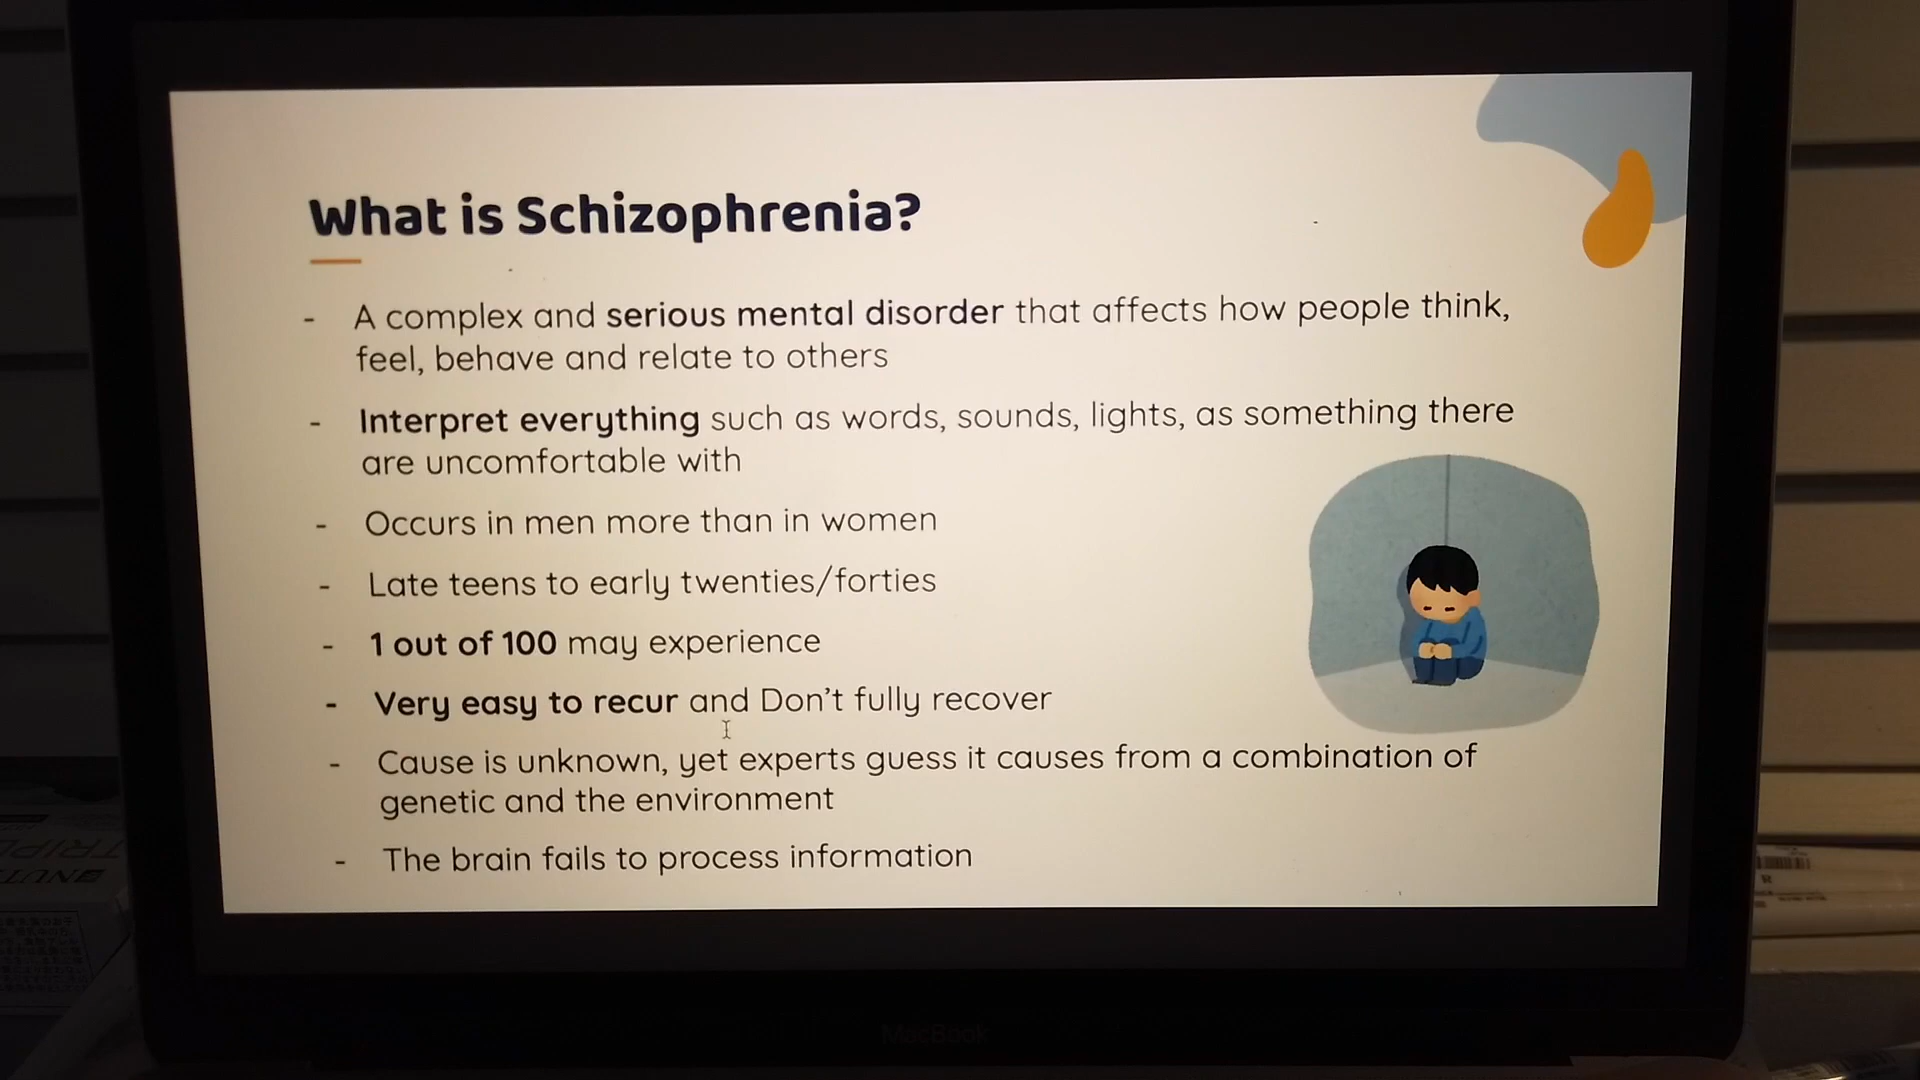 What is Schizophrenia?
- A complex and serious mental disorder that affects how people think,
feel, behave and relate to others
- Interpret everything such as words, sounds, lights, as something there
are uncomfortable with
- Occurs in men more than in women
- Late teens to early twenties/forties
- 1 out of 100 may experience
- Very easy to recur and Don't fully recover
- Cause is unknown, yet experts guess it causes from a combination of
genetic and the environment
- The brain fails to process information
MacBook